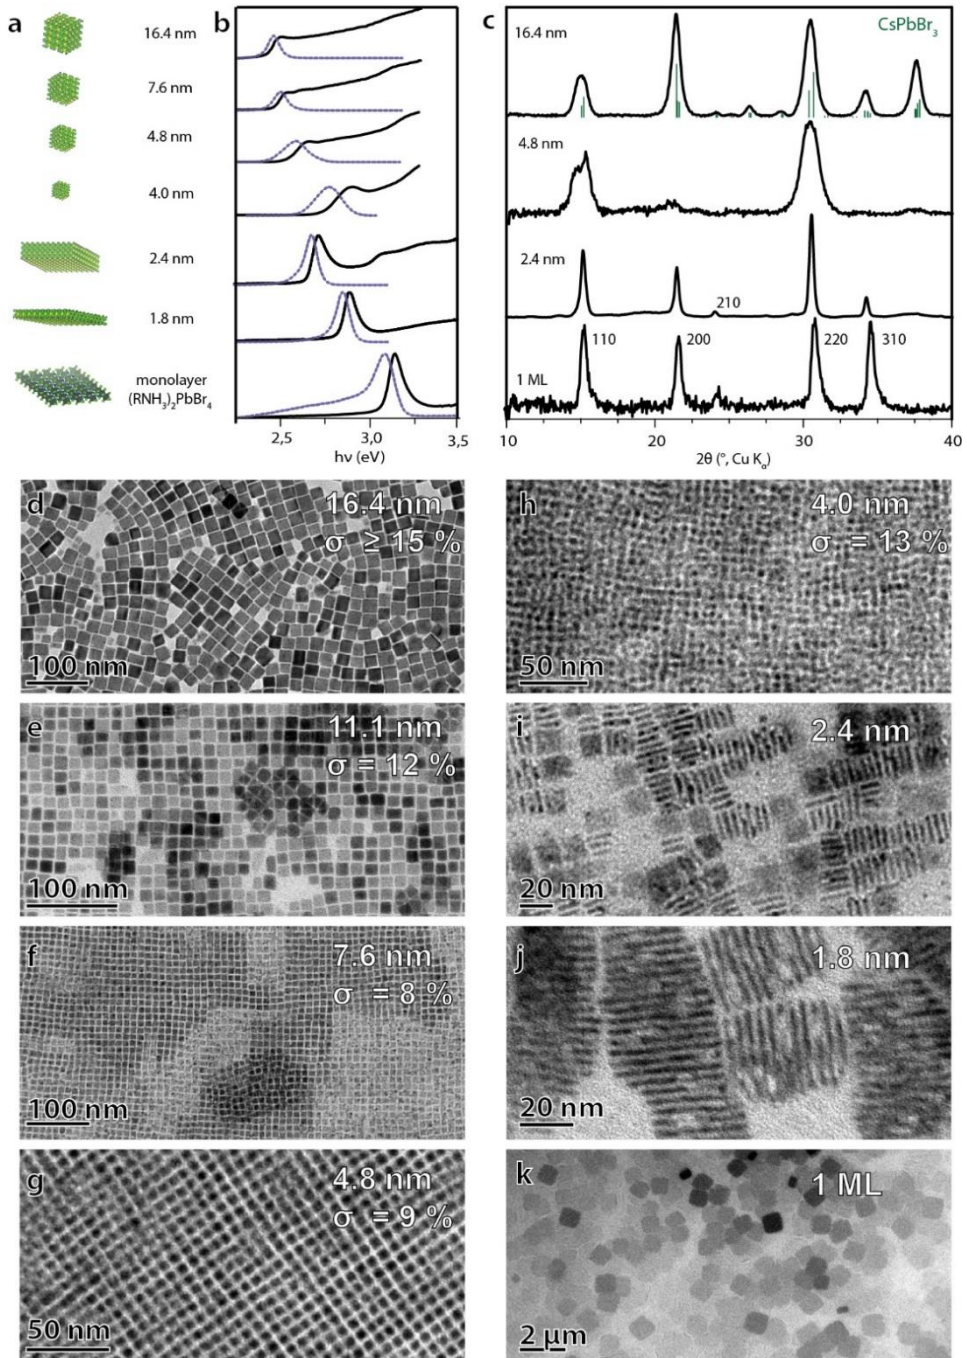 a
16.4 nm
7.6 nm
4.8 nm
4.0 nm
2.4 nm
1.8 nm
monolayer
(RNH₃)₂PbBr₄
b
2,5
3,0
3,5
hν (eV)
c
16.4 nm
CsPbBr₃
4.8 nm
2.4 nm
210
110
200
220
310
1 ML
10
20
30
40
2θ (°, Cu Kα)
d
16.4 nm
σ ≥ 15 %
100 nm
e
11.1 nm
σ = 12 %
100 nm
f
7.6 nm
σ = 8 %
100 nm
g
4.8 nm
σ = 9 %
50 nm
h
4.0 nm
σ = 13 %
50 nm
i
2.4 nm
20 nm
j
1.8 nm
20 nm
k
1 ML
2 μm